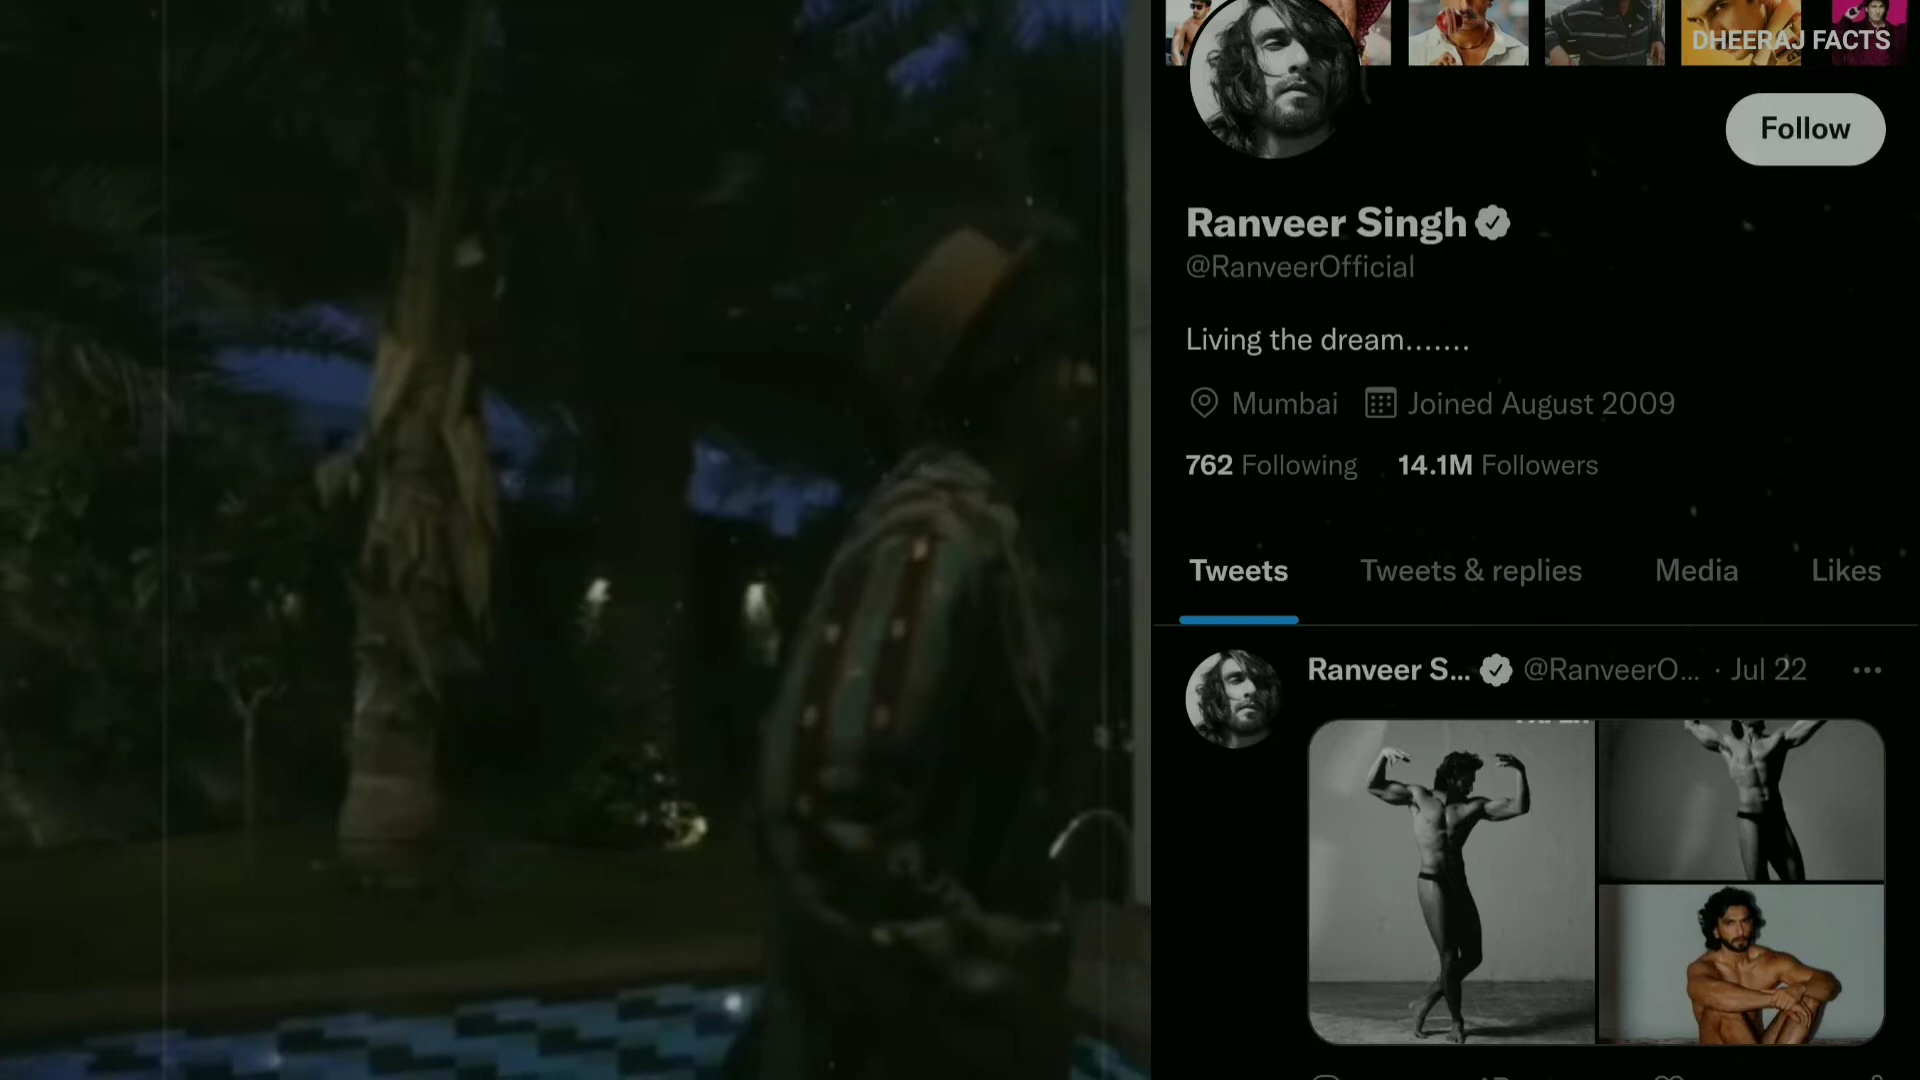 DHEERAJ FACTS
Follow
Ranveer Singh
@RanveerOfficial
Living the dream.......
Mumbai Joined August 2009
762 Following 14.1M Followers
Tweets Tweets & replies Media Likes
Ranveer S... @RanveerO... · Jul 22 ...